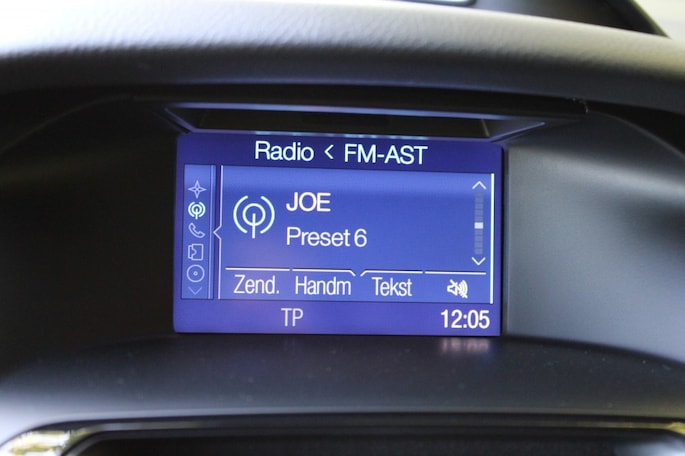 Radio < FM-AST
JOE
Preset 6
Zend. Handm Tekst
TP 12:05